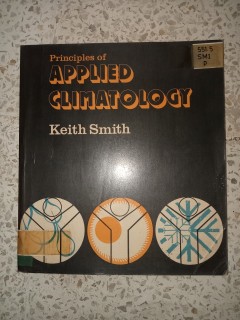 Principles of
APPLIED
CLIMATOLOGY
Keith Smith
551.5
SMI
P